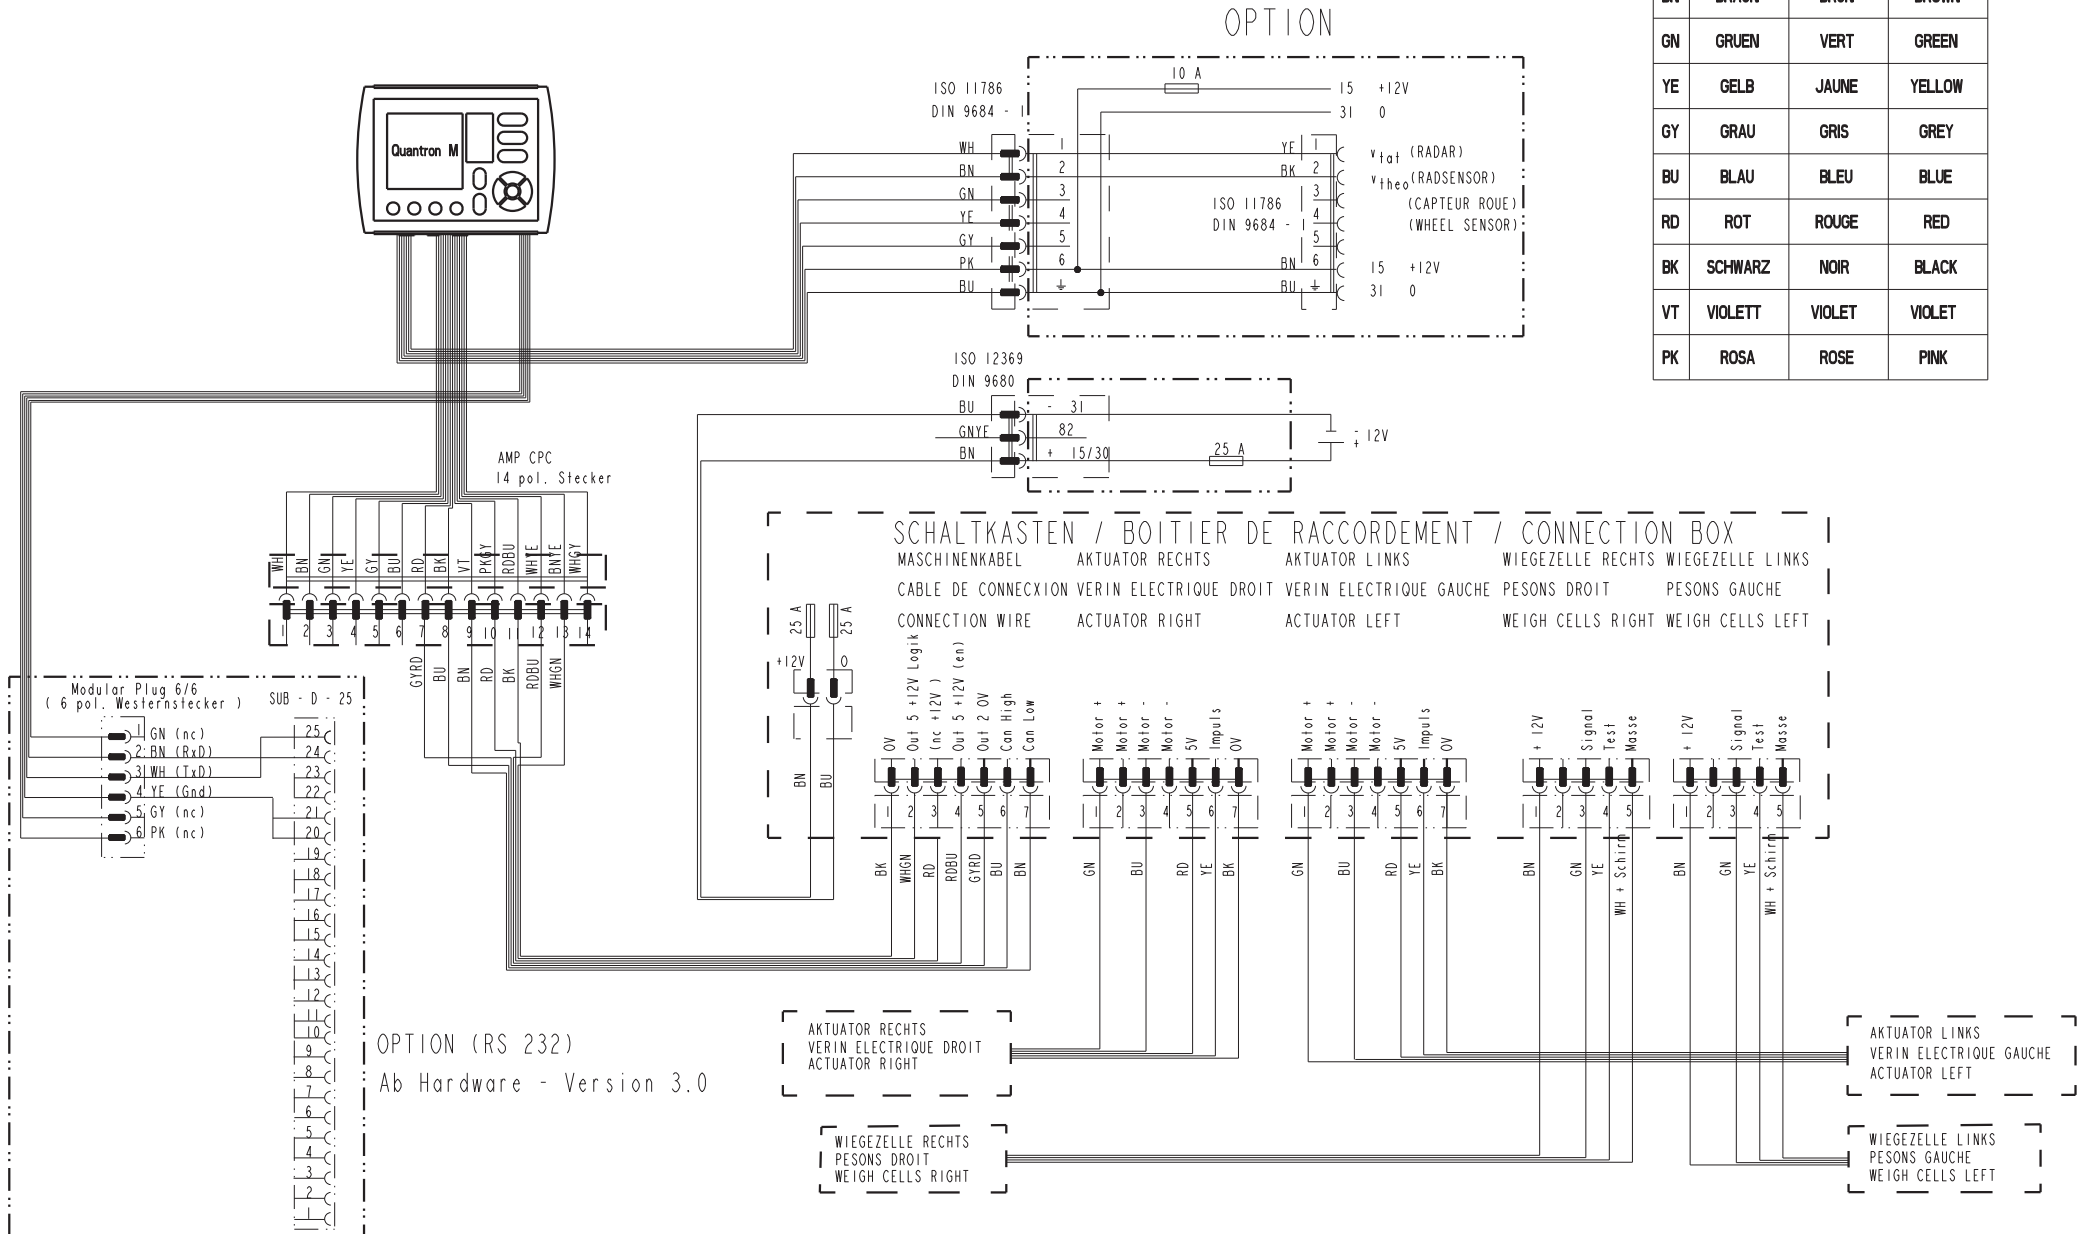 OPTION
BN BRAUN BRUN BROWN
GN GRUEN VERT GREEN
YE GELB JAUNE YELLOW
GY GRAU GRIS GREY
BU BLAU BLEU BLUE
RD ROT ROUGE RED
BK SCHWARZ NOIR BLACK
VT VIOLETT VIOLET VIOLET
PK ROSA ROSE PINK
Quantron M
ISO 11786
DIN 9684 - 1
10 A
15 +12V
31 0
WH 1 YE 1 vtat (RADAR)
BN 2 BK 2 vtheo (RADSENSOR)
GN 3 3 (CAPTEUR ROUE)
YE 4 4 (WHEEL SENSOR)
GY 5 5
PK 6 BN 6 15 +12V
BU BU 31 0
ISO 11786
DIN 9684 - 1
ISO 12369
DIN 9680
BU - 31
GNYE 82
BN + 15/30
25 A
- 12V
+
AMP CPC
14 pol. Stecker
WH BN GN YE GY BU RD BK VT PKGY RDBU WHYE BNYE WHGY
1 2 3 4 5 6 7 8 9 10 11 12 13 14
GYRD BU BN RD BK RDBU WHGN
SCHALTKASTEN / BOITIER DE RACCORDEMENT / CONNECTION BOX
MASCHINENKABEL AKTUATOR RECHTS AKTUATOR LINKS WIEGEZELLE RECHTS WIEGEZELLE LINKS
CABLE DE CONNECXION VERIN ELECTRIQUE DROIT VERIN ELECTRIQUE GAUCHE PESONS DROIT PESONS GAUCHE
CONNECTION WIRE ACTUATOR RIGHT ACTUATOR LEFT WEIGH CELLS RIGHT WEIGH CELLS LEFT
25 A 25 A
+12V 0
BN BU
0V
Out 5 +12V Logik
(nc +12V )
Out 5 +12V (en)
Out 2 0V
Can High
Can Low
1 2 3 4 5 6 7
BK WHGN RD RDBU GYRD BU BN
Motor +
Motor +
Motor -
Motor -
5V
Impuls
0V
1 2 3 4 5 6 7
GN BU RD YE BK
Motor +
Motor +
Motor -
Motor -
5V
Impuls
0V
1 2 3 4 5 6 7
GN BU RD YE BK
+ 12V
Signal
Test
Masse
1 2 3 4 5
BN GN YE WH + Schirm
+ 12V
Signal
Test
Masse
1 2 3 4 5
BN GN YE WH + Schirm
Modular Plug 6/6
( 6 pol. Westernstecker )
SUB - D - 25
1 GN (nc)
2 BN (RxD)
3 WH (TxD)
4 YE (Gnd)
5 GY (nc)
6 PK (nc)
25
24
23
22
21
20
19
18
17
16
15
14
13
12
11
10
9
8
7
6
5
4
3
2
1
OPTION (RS 232)
Ab Hardware - Version 3.0
AKTUATOR RECHTS
VERIN ELECTRIQUE DROIT
ACTUATOR RIGHT
WIEGEZELLE RECHTS
PESONS DROIT
WEIGH CELLS RIGHT
AKTUATOR LINKS
VERIN ELECTRIQUE GAUCHE
ACTUATOR LEFT
WIEGEZELLE LINKS
PESONS GAUCHE
WEIGH CELLS LEFT